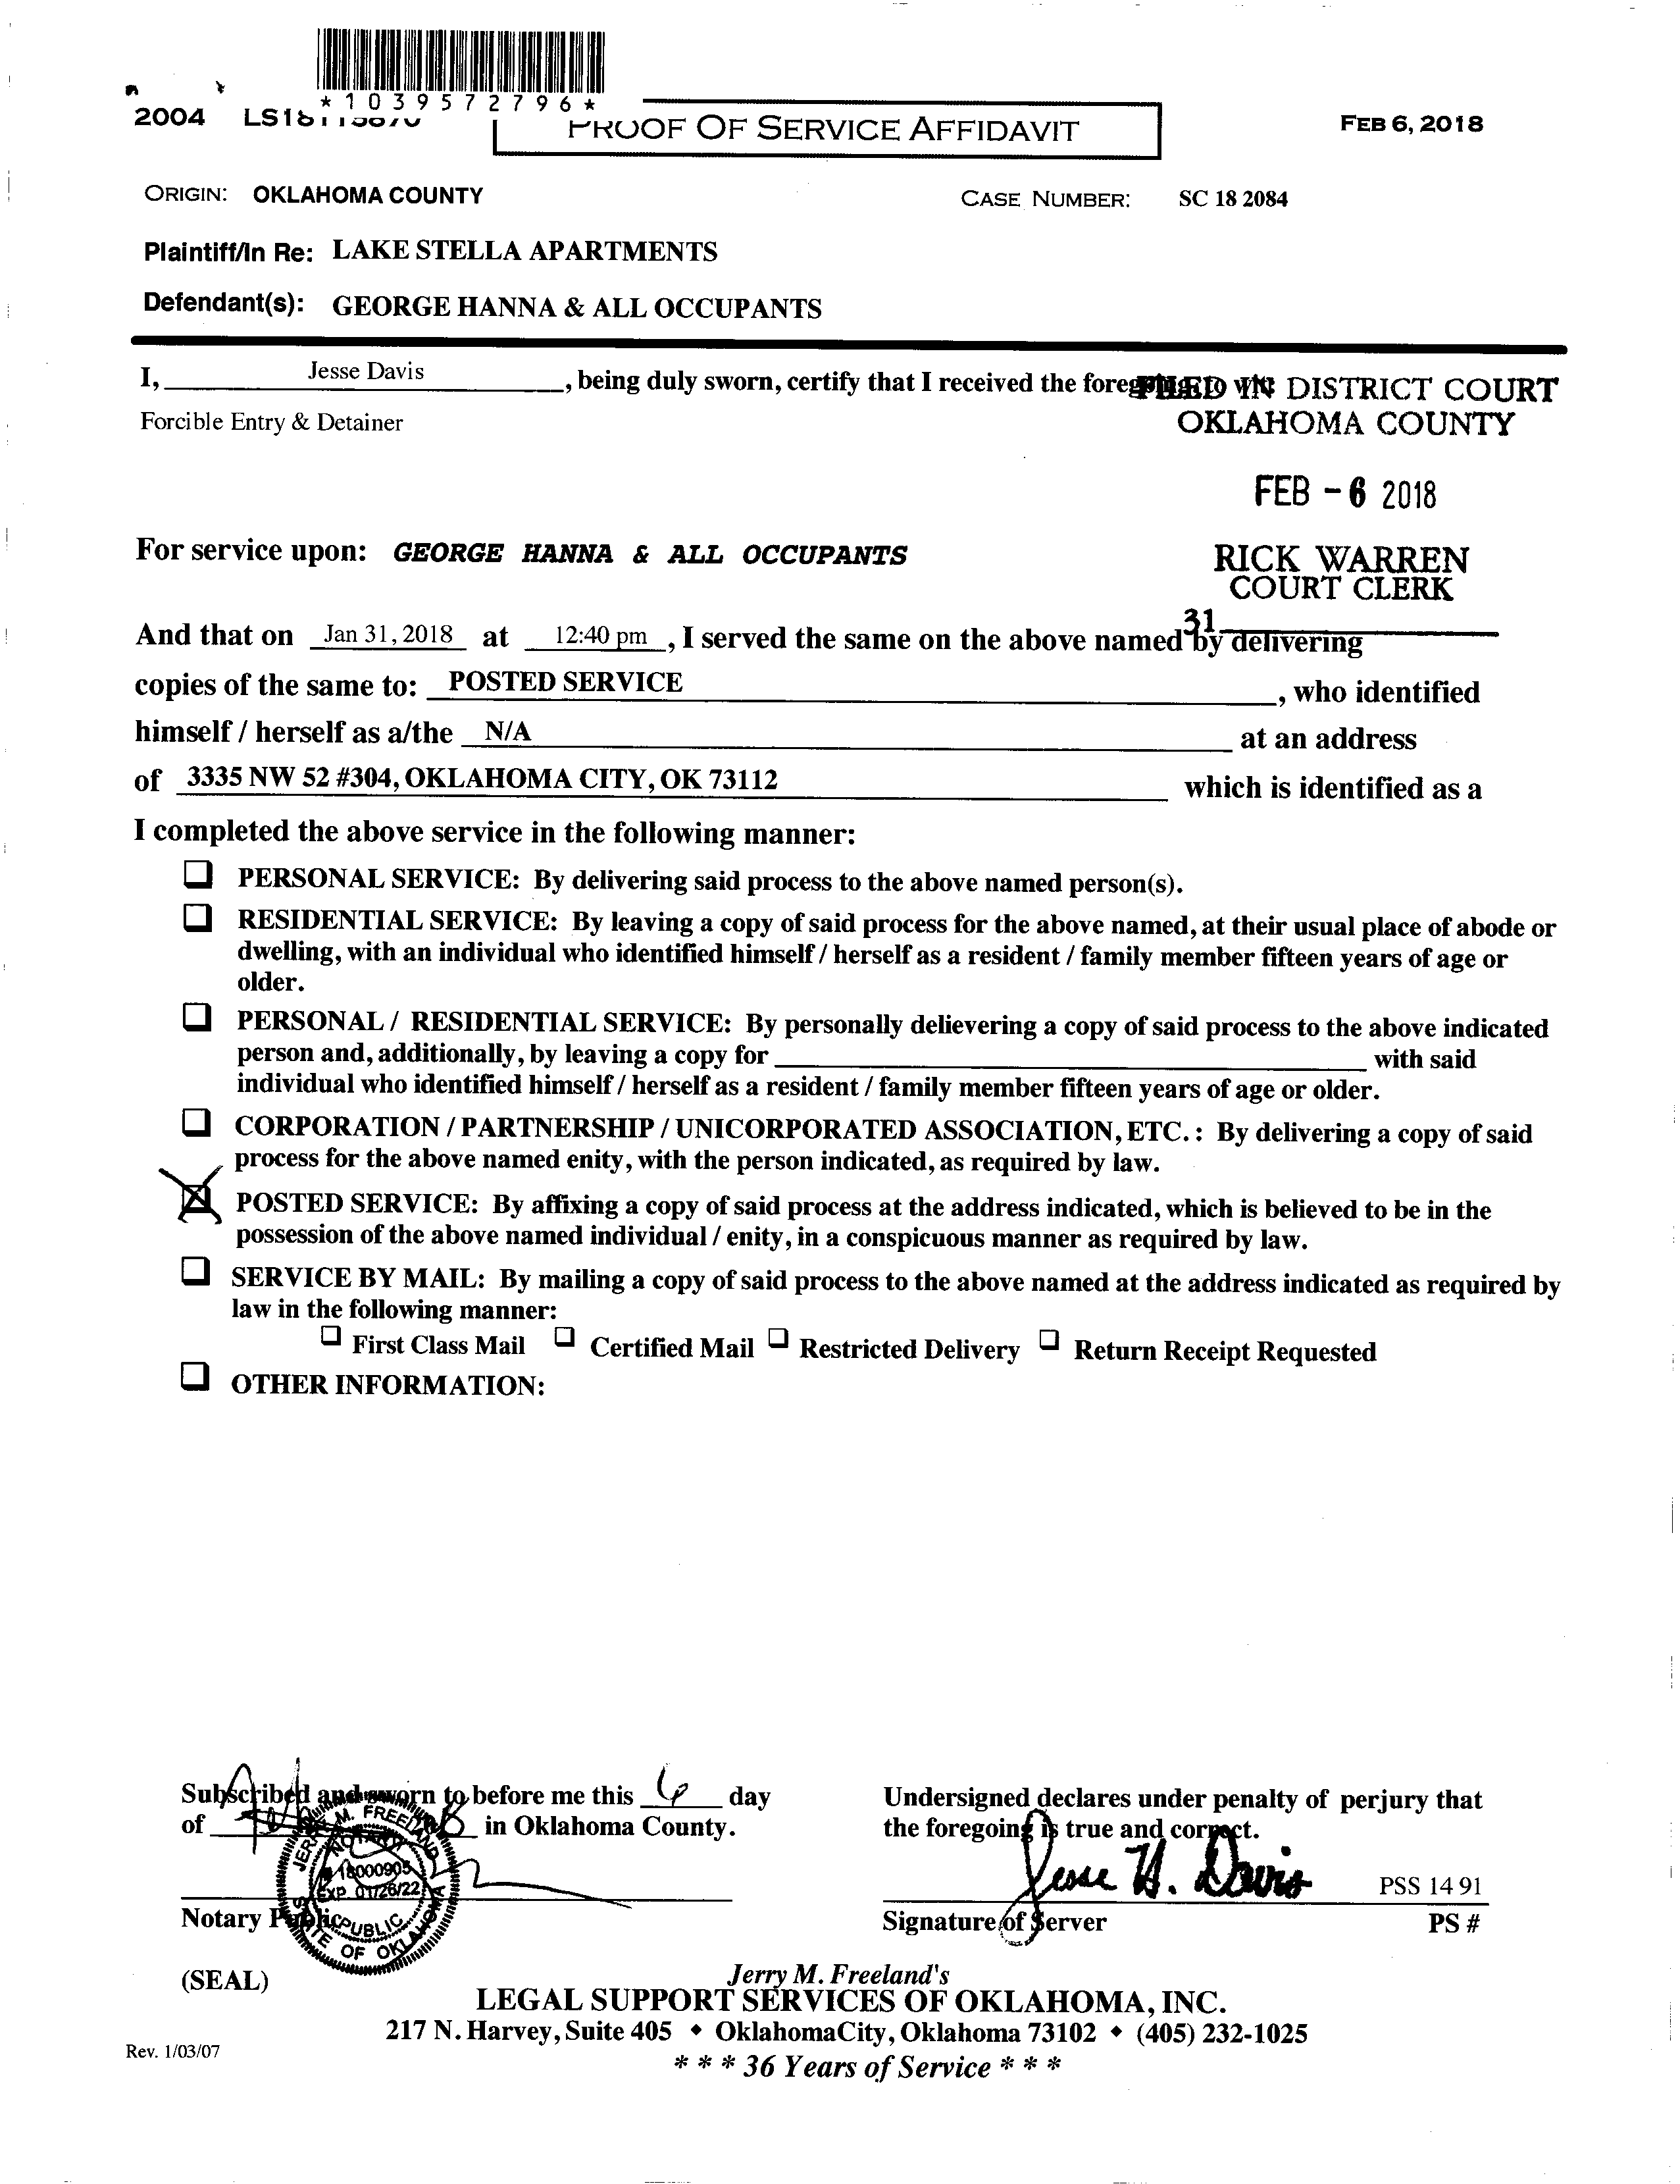 *1039572796*
2004 LS18113870
PROOF OF SERVICE AFFIDAVIT
FEB 6, 2018
ORIGIN: OKLAHOMA COUNTY
CASE NUMBER: SC 18 2084
Plaintiff/In Re: LAKE STELLA APARTMENTS
Defendant(s): GEORGE HANNA & ALL OCCUPANTS
I, Jesse Davis, being duly sworn, certify that I received the foregoing, to wit:
FILED IN DISTRICT COURT
Forcible Entry & Detainer
OKLAHOMA COUNTY
FEB - 6 2018
For service upon: GEORGE HANNA & ALL OCCUPANTS
RICK WARREN
COURT CLERK
31
And that on Jan 31, 2018 at 12:40 pm, I served the same on the above named by delivering
copies of the same to: POSTED SERVICE, who identified
himself / herself as a/the N/A at an address
of 3335 NW 52 #304, OKLAHOMA CITY, OK 73112 which is identified as a
I completed the above service in the following manner:
PERSONAL SERVICE: By delivering said process to the above named person(s).
RESIDENTIAL SERVICE: By leaving a copy of said process for the above named, at their usual place of abode or
dwelling, with an individual who identified himself / herself as a resident / family member fifteen years of age or
older.
PERSONAL / RESIDENTIAL SERVICE: By personally delievering a copy of said process to the above indicated
person and, additionally, by leaving a copy for with said
individual who identified himself / herself as a resident / family member fifteen years of age or older.
CORPORATION / PARTNERSHIP / UNICORPORATED ASSOCIATION, ETC. : By delivering a copy of said
process for the above named enity, with the person indicated, as required by law.
POSTED SERVICE: By affixing a copy of said process at the address indicated, which is believed to be in the
possession of the above named individual / enity, in a conspicuous manner as required by law.
SERVICE BY MAIL: By mailing a copy of said process to the above named at the address indicated as required by
law in the following manner:
First Class Mail Certified Mail Restricted Delivery Return Receipt Requested
OTHER INFORMATION:
Subscribed and sworn to before me this 6 day
of in Oklahoma County.
Undersigned declares under penalty of perjury that
the foregoing is true and correct.
JERRY M. FREELAND
NOTARY
# 18000905
EXP. 01/26/22
PUBLIC
STATE OF OKLAHOMA
Jesse H. Davis
PSS 14 91
Notary Public
Signature of Server PS #
(SEAL)
Jerry M. Freeland's
LEGAL SUPPORT SERVICES OF OKLAHOMA, INC.
217 N. Harvey, Suite 405 ◆ OklahomaCity, Oklahoma 73102 ◆ (405) 232-1025
Rev. 1/03/07
* * * 36 Years of Service * * *